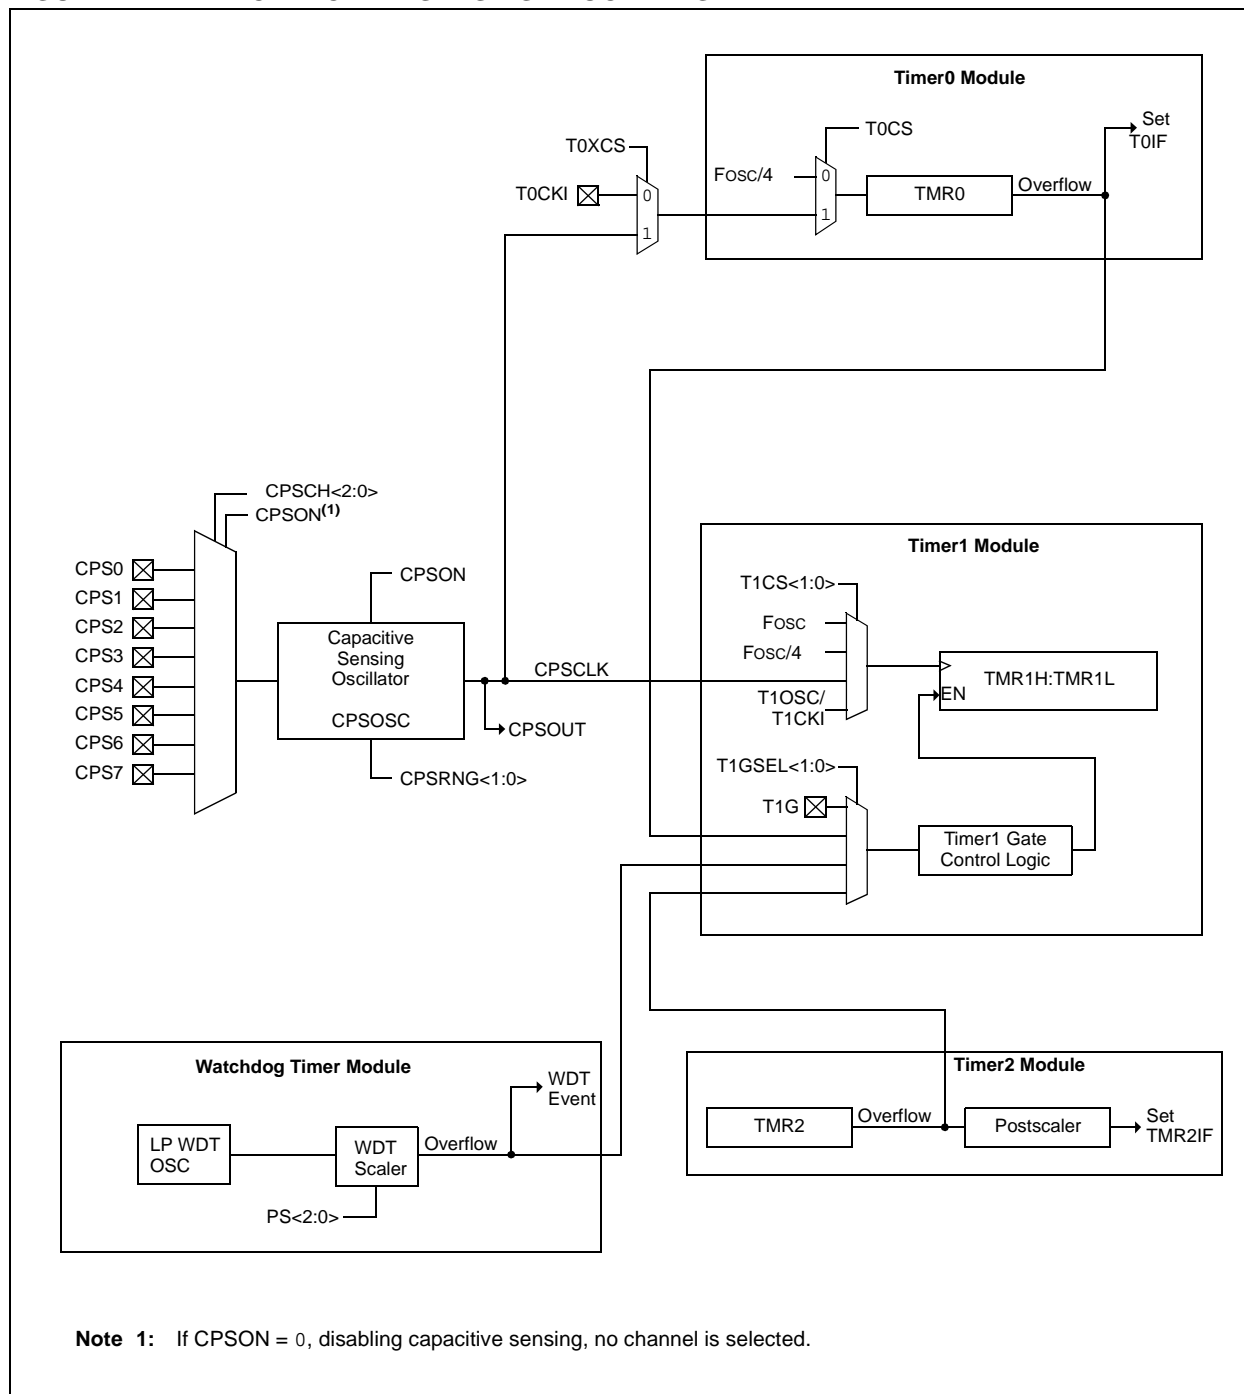 Timer0 Module
T0XCS
T0CKI
0
1
FOSC/4
T0CS
0
1
TMR0
Overflow
Set
T0IF
CPSCH<2:0>
CPSON(1)
CPS0
CPS1
CPS2
CPS3
CPS4
CPS5
CPS6
CPS7
CPSON
Capacitive
Sensing
Oscillator
CPSOSC
CPSRNG<1:0>
CPSCLK
CPSOUT
Timer1 Module
T1CS<1:0>
FOSC
FOSC/4
T1OSC/
T1CKI
TMR1H:TMR1L
EN
T1GSEL<1:0>
T1G
Timer1 Gate
Control Logic
Watchdog Timer Module
LP WDT
OSC
WDT
Scaler
Overflow
WDT
Event
PS<2:0>
Timer2 Module
TMR2
Overflow
Postscaler
Set
TMR2IF
Note 1: If CPSON = 0, disabling capacitive sensing, no channel is selected.